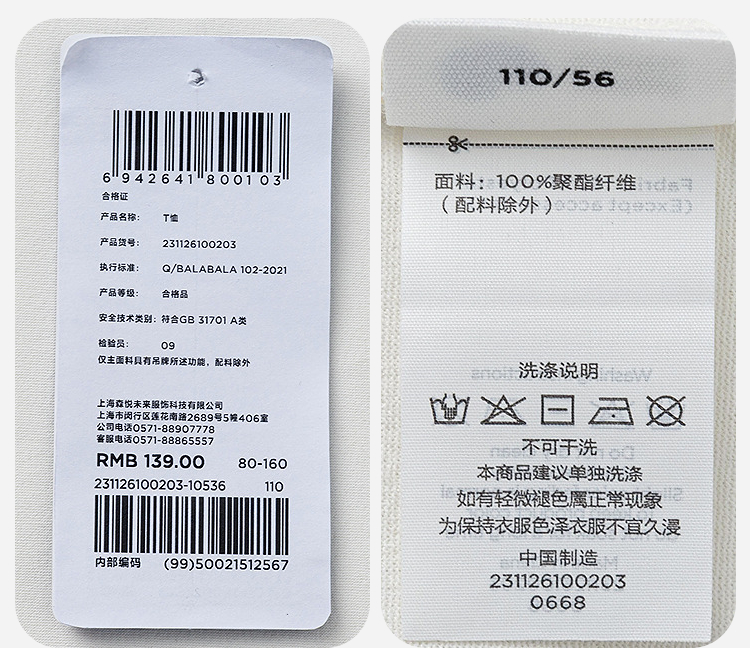 6 942641 800103
合格证
产品名称: T恤
产品货号: 231126100203
执行标准: Q/BALABALA 102-2021
产品等级: 合格品
安全技术类别: 符合GB 31701 A类
检验员: 09
仅主面料具有吊牌所述功能，配料除外
上海森悦未来服饰科技有限公司
上海市闵行区莲花南路2689号5幢406室
公司电话0571-88907778
客服电话0571-88865557
RMB 139.00 80-160
231126100203-10536 110
内部编码 (99)50021512567
110/56
面料: 100%聚酯纤维
(配料除外)
洗涤说明
不可干洗
本商品建议单独洗涤
如有轻微褪色属正常现象
为保持衣服色泽衣服不宜久漫
中国制造
231126100203
0668